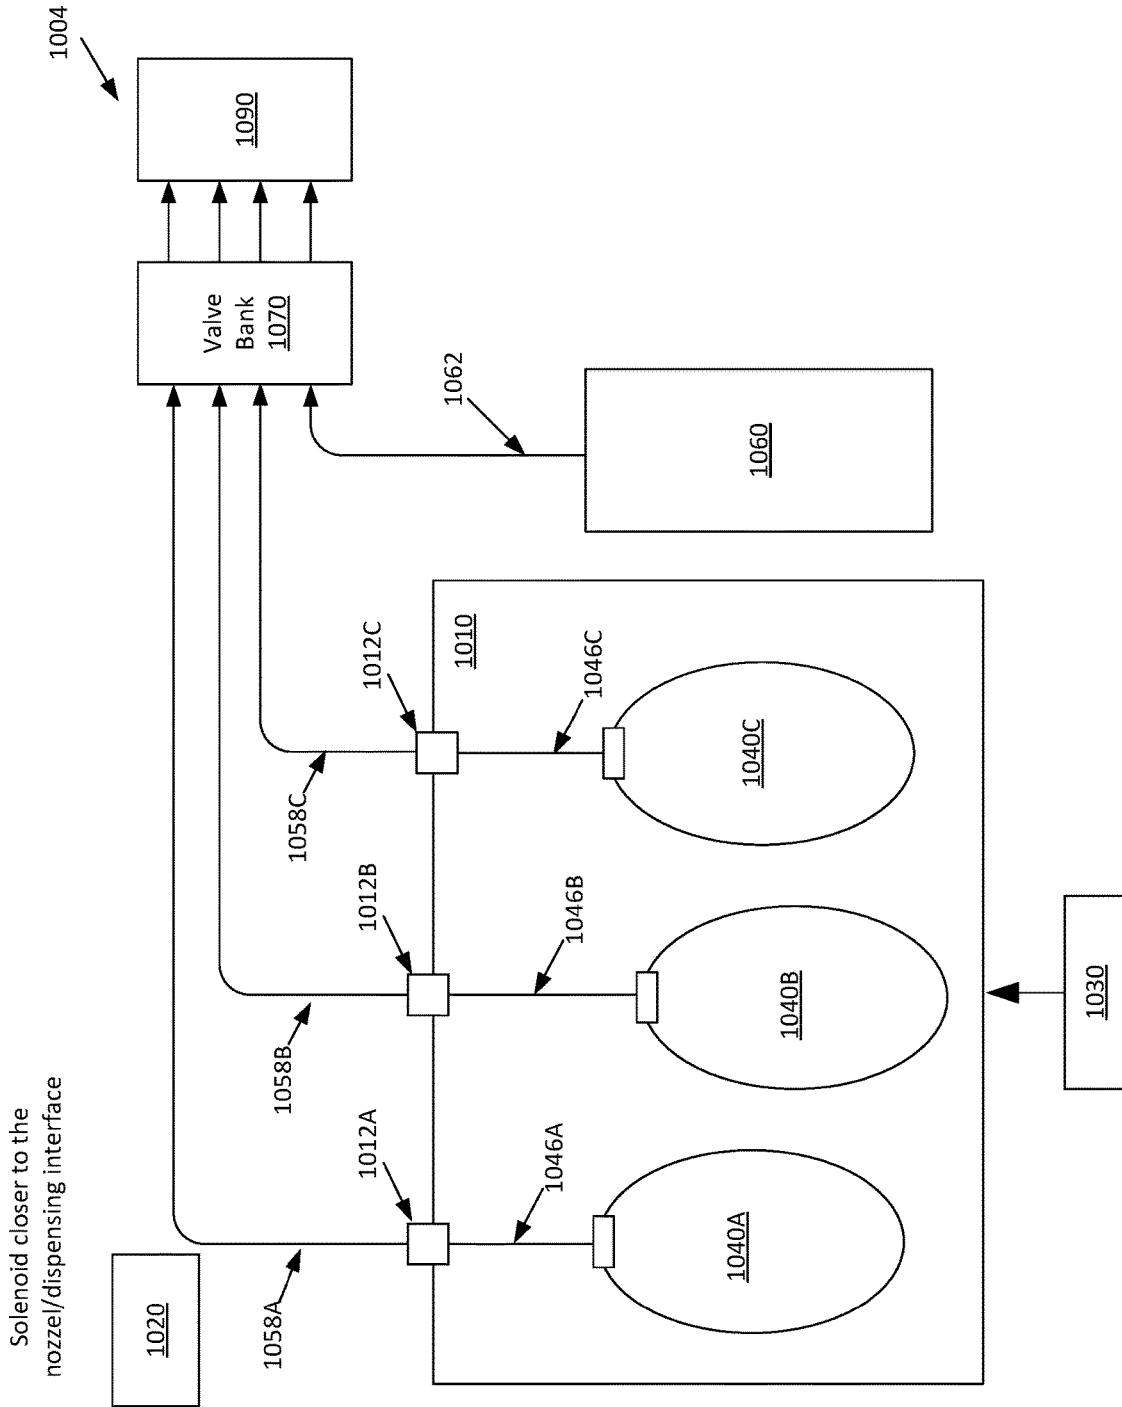 Solenoid closer to the
nozzel/dispensing interface
1004
1020
1090
Valve
Bank
1070
1058A
1058B
1058C
1062
1012A
1012B
1012C
1010
1060
1046A
1046B
1046C
1040A
1040B
1040C
1030